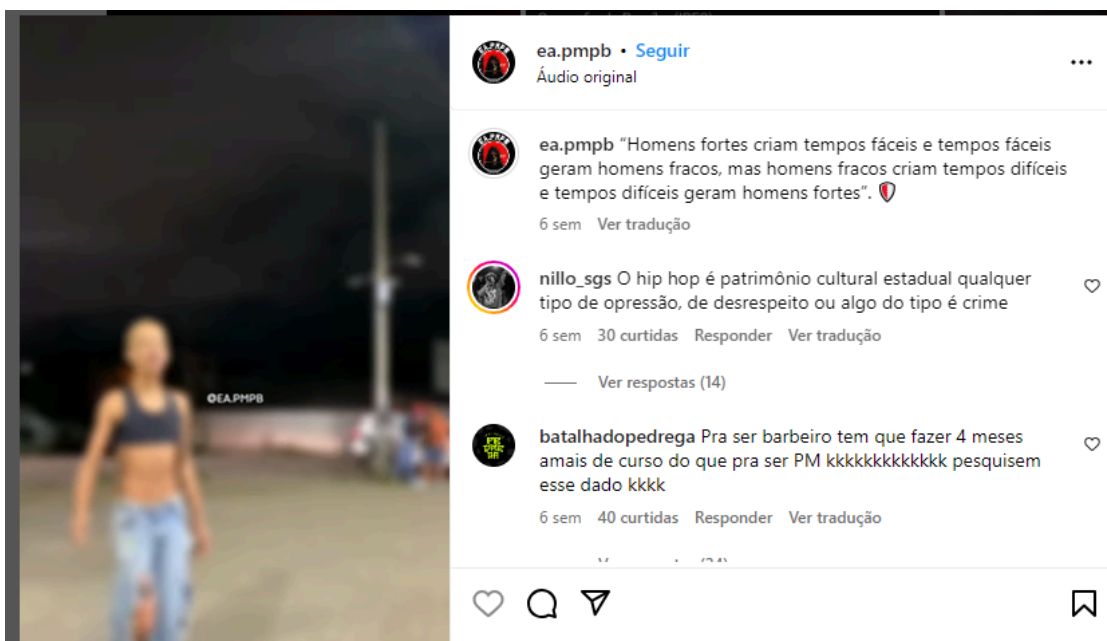 ea.pmpb • Seguir
Áudio original
ea.pmpb “Homens fortes criam tempos fáceis e tempos fáceis
geram homens fracos, mas homens fracos criam tempos difíceis
e tempos difíceis geram homens fortes”.
6 sem Ver tradução
nillo_sgs O hip hop é patrimônio cultural estadual qualquer
tipo de opressão, de desrespeito ou algo do tipo é crime
6 sem 30 curtidas Responder Ver tradução
Ver respostas (14)
@EA.PMPB
batalhadopedrega Pra ser barbeiro tem que fazer 4 meses
amais de curso do que pra ser PM kkkkkkkkkkkkk pesquisem
esse dado kkkk
6 sem 40 curtidas Responder Ver tradução